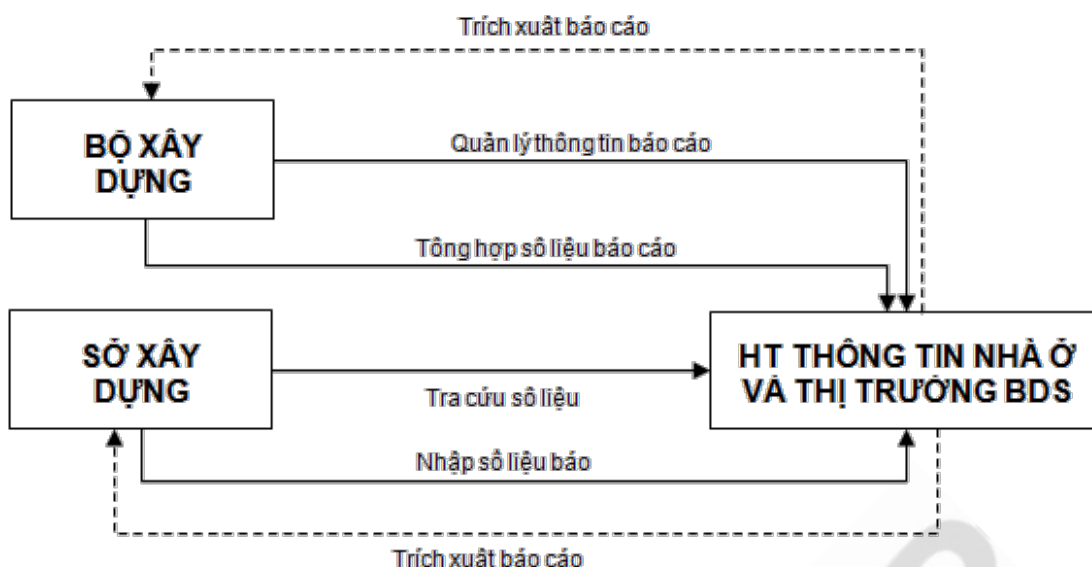 Trích xuất báo cáo
BỘ XÂY
DỰNG
Quản lý thông tin báo cáo
Tổng hợp số liệu báo cáo
SỞ XÂY
DỰNG
HT THÔNG TIN NHÀ Ở
VÀ THỊ TRƯỜNG BDS
Tra cứu số liệu
Nhập số liệu báo
Trích xuất báo cáo